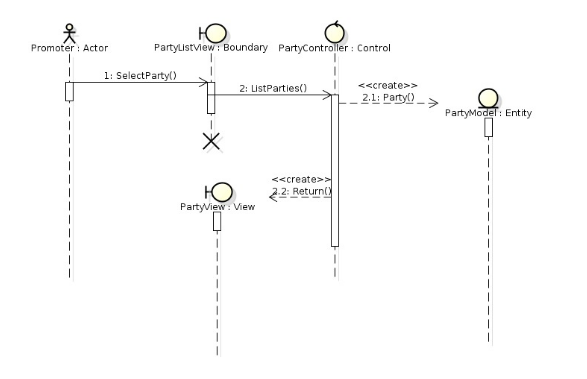 Promoter : Actor
PartyListView : Boundary
PartyController : Control
1: SelectParty()
2: ListParties()
<<create>>
2.1: Party()
PartyModel : Entity
<<create>>
2.2: Return()
PartyView : View